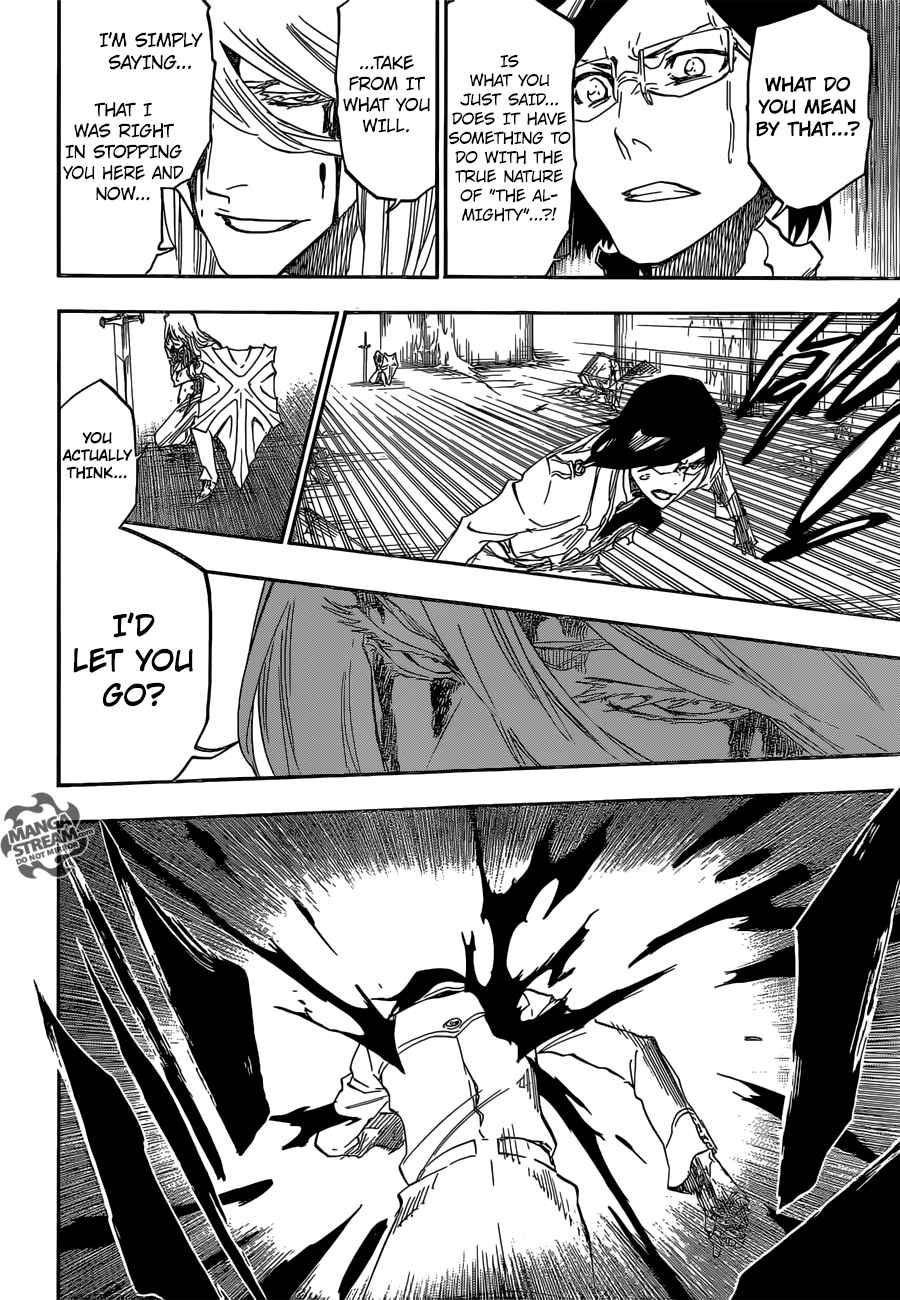 WHAT DO
YOU MEAN
BY THAT...?
IS
WHAT YOU
JUST SAID...
DOES IT HAVE
SOMETHING TO
DO WITH THE
TRUE NATURE
OF "THE AL-
MIGHTY"...?!
...TAKE
FROM IT
WHAT YOU
WILL.
I'M SIMPLY
SAYING...
THAT I
WAS RIGHT
IN STOPPING
YOU HERE AND
NOW...
YOU
ACTUALLY
THINK...
I'D
LET YOU
GO?
MANGA
STREAM
DO NOT MIRROR